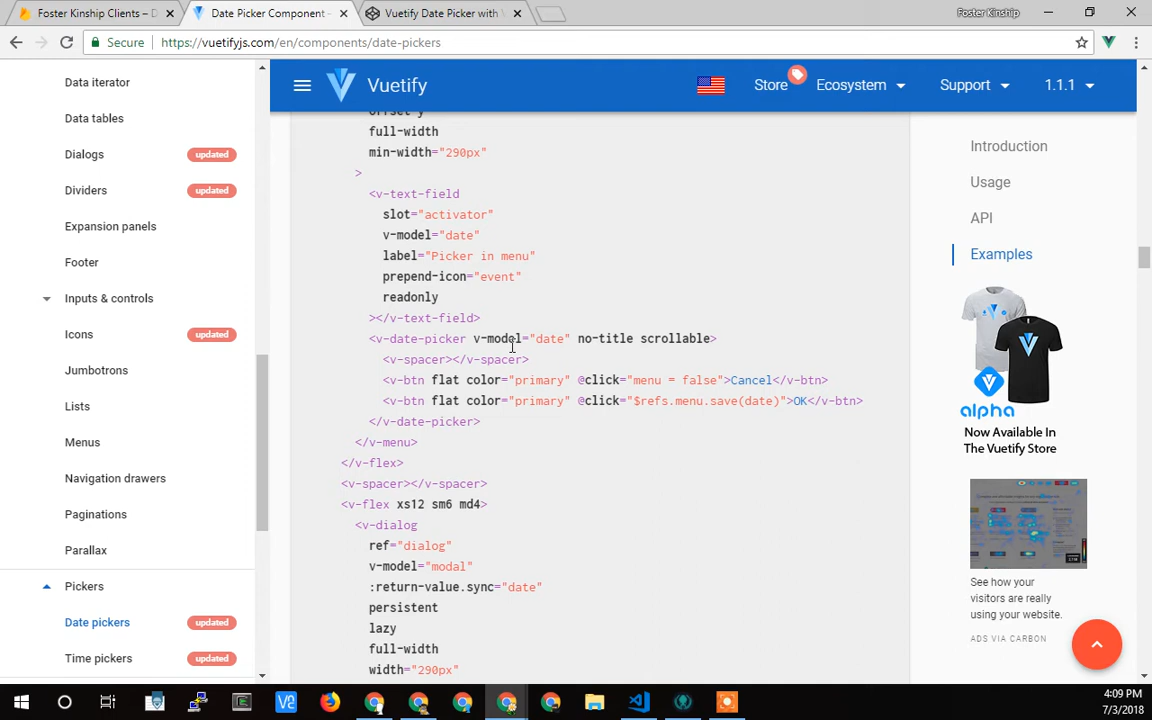 Foster Kinship Clients – D
Date Picker Component -
Vuetify Date Picker with V
Foster Kinship
Secure
https://vuetifyjs.com/en/components/date-pickers
Vuetify
Store
Ecosystem
Support
1.1.1
Data iterator
Data tables
Dialogs updated
Dividers updated
Expansion panels
Footer
Inputs & controls
Icons updated
Jumbotrons
Lists
Menus
Navigation drawers
Paginations
Parallax
Pickers
Date pickers updated
Time pickers updated
offset-y
full-width
min-width="290px"
>
<v-text-field
slot="activator"
v-model="date"
label="Picker in menu"
prepend-icon="event"
readonly
></v-text-field>
<v-date-picker v-model="date" no-title scrollable>
<v-spacer></v-spacer>
<v-btn flat color="primary" @click="menu = false">Cancel</v-btn>
<v-btn flat color="primary" @click="$refs.menu.save(date)">OK</v-btn>
</v-date-picker>
</v-menu>
</v-flex>
<v-spacer></v-spacer>
<v-flex xs12 sm6 md4>
<v-dialog
ref="dialog"
v-model="modal"
:return-value.sync="date"
persistent
lazy
full-width
width="290px"
Introduction
Usage
API
Examples
alpha
Now Available In
The Vuetify Store
See how your
visitors are really
using your website.
ADS VIA CARBON
4:09 PM
7/3/2018